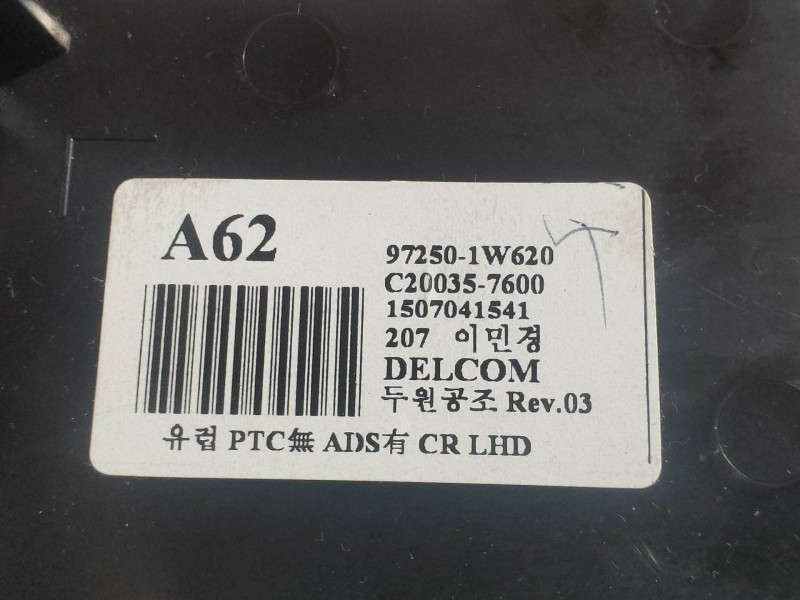 A62
97250-1W620
C20035-7600
1507041541
207 이민경
DELCOM
두원공조 Rev.03
유럽 PTC無 ADS有 CR LHD